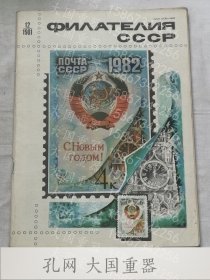 12
1981
ФИЛАТЕЛИЯ
СССР
ПОЧТА
СССР
1982
С Новым
годом!
4к
孔网 大国重器